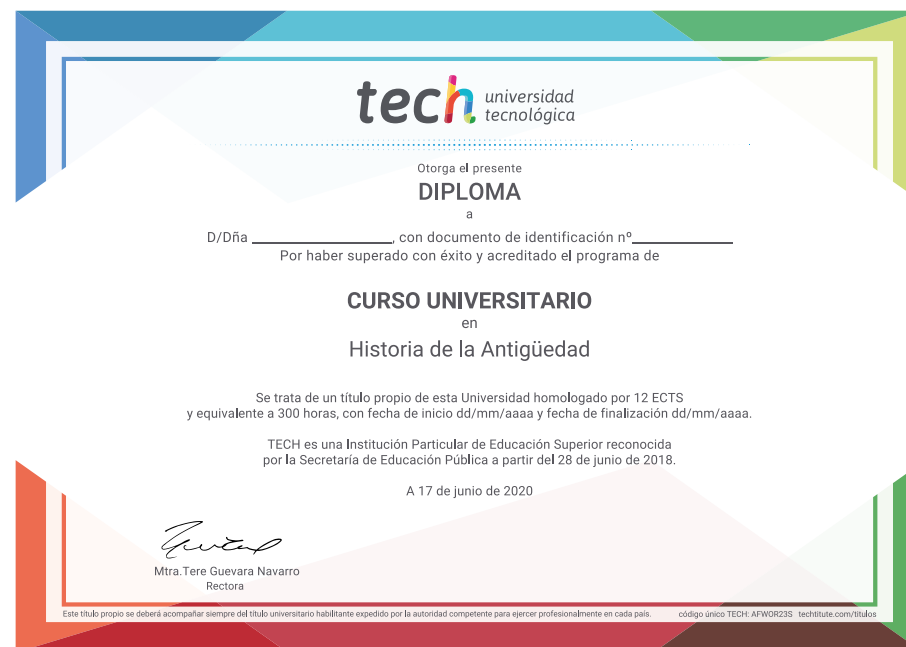 tech universidad
tecnológica
Otorga el presente
DIPLOMA
a
D/Dña ____________________, con documento de identificación nº______________
Por haber superado con éxito y acreditado el programa de
CURSO UNIVERSITARIO
en
Historia de la Antigüedad
Se trata de un título propio de esta Universidad homologado por 12 ECTS
y equivalente a 300 horas, con fecha de inicio dd/mm/aaaa y fecha de finalización dd/mm/aaaa.
TECH es una Institución Particular de Educación Superior reconocida
por la Secretaría de Educación Pública a partir del 28 de junio de 2018.
A 17 de junio de 2020
Mtra.Tere Guevara Navarro
Rectora
Este título propio se deberá acompañar siempre del título universitario habilitante expedido por la autoridad competente para ejercer profesionalmente en cada país. código único TECH: AFWOR23S techtitute.com/titulos